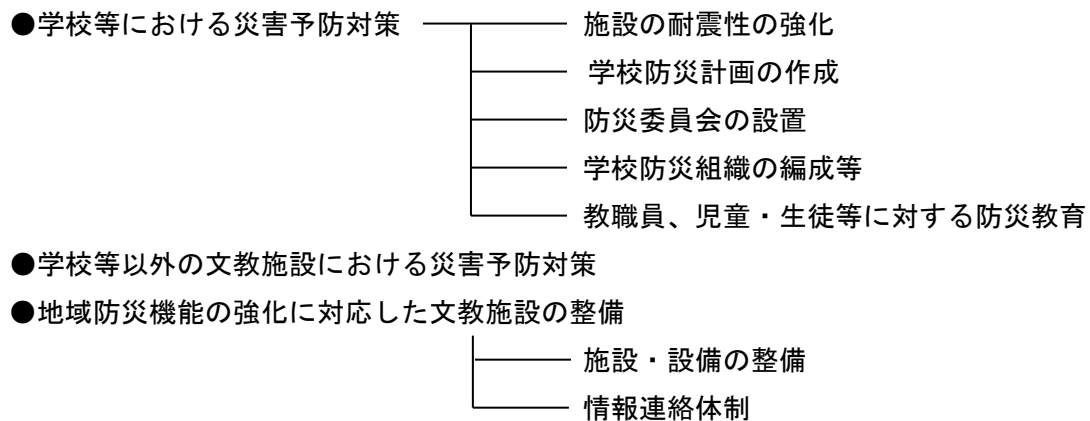 ●学校等における災害予防対策 施設の耐震性の強化
学校防災計画の作成
防災委員会の設置
学校防災組織の編成等
教職員、児童・生徒等に対する防災教育
●学校等以外の文教施設における災害予防対策
●地域防災機能の強化に対応した文教施設の整備
施設・設備の整備
情報連絡体制